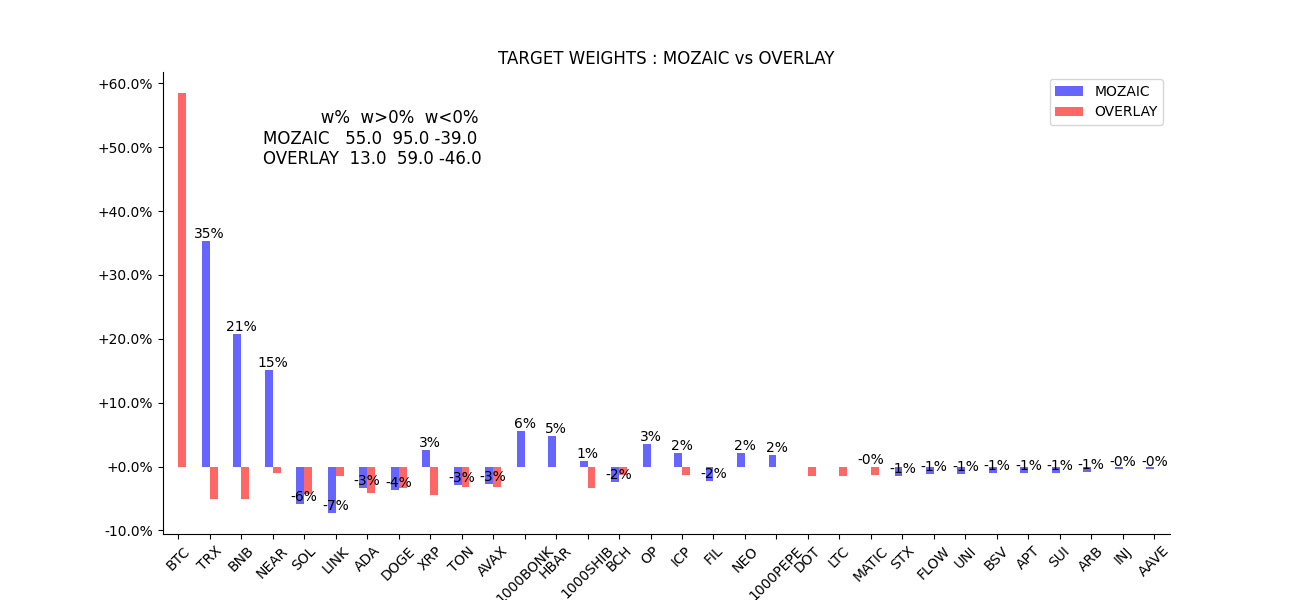 TARGET WEIGHTS : MOZAIC vs OVERLAY
+60.0%
+50.0%
+40.0%
+30.0%
+20.0%
+10.0%
+0.0%
-10.0%
w% w>0% w<0%
MOZAIC 55.0 95.0 -39.0
OVERLAY 13.0 59.0 -46.0
MOZAIC
OVERLAY
35%
21%
15%
-6%
-7%
-3%
-4%
3%
-3%
-3%
6%
5%
1%
-2%
3%
2%
-2%
2%
2%
-0%
-1%
-1%
-1%
-1%
-1%
-1%
-1%
-0%
-0%
BTC
TRX
BNB
NEAR
SOL
LINK
ADA
DOGE
XRP
TON
AVAX
1000BONK
HBAR
1000SHIB
BCH
OP
ICP
FIL
NEO
1000PEPE
DOT
LTC
MATIC
STX
FLOW
UNI
BSV
APT
SUI
ARB
INJ
AAVE